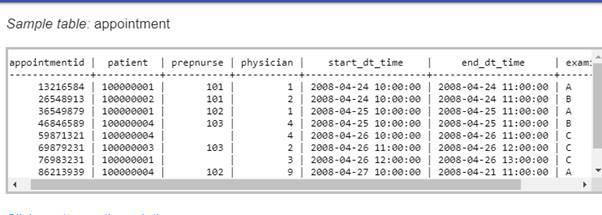 Sample table: appointment
appointmentid | patient | prepnurse | physician | start_dt_time | end_dt_time | exami
13216584 | 100000001 | 101 | 1 | 2008-04-24 10:00:00 | 2008-04-24 11:00:00 | A
26548913 | 100000002 | 101 | 2 | 2008-04-24 10:00:00 | 2008-04-24 11:00:00 | B
36549879 | 100000001 | 102 | 1 | 2008-04-25 10:00:00 | 2008-04-25 11:00:00 | A
46846589 | 100000004 | 103 | 4 | 2008-04-25 10:00:00 | 2008-04-25 11:00:00 | B
59871321 | 100000004 | | 4 | 2008-04-26 10:00:00 | 2008-04-26 11:00:00 | C
69879231 | 100000003 | 103 | 2 | 2008-04-26 11:00:00 | 2008-04-26 12:00:00 | C
76983231 | 100000001 | | 3 | 2008-04-26 12:00:00 | 2008-04-26 13:00:00 | C
86213939 | 100000004 | 102 | 9 | 2008-04-27 10:00:00 | 2008-04-21 11:00:00 | A